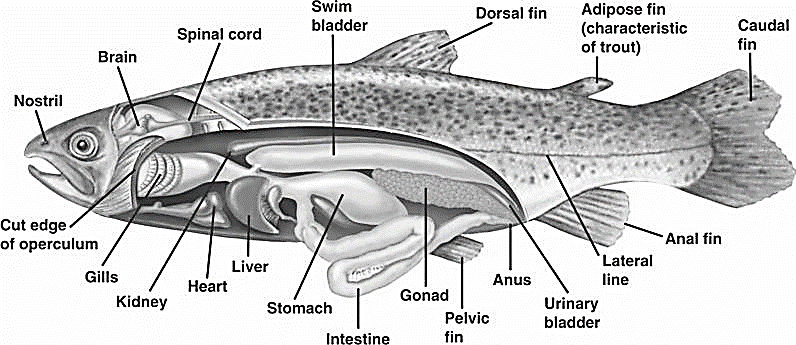 Swim
bladder
Dorsal fin
Adipose fin
(characteristic
of trout)
Caudal
fin
Spinal cord
Brain
Nostril
Cut edge
of operculum
Gills
Kidney
Heart
Liver
Stomach
Intestine
Gonad
Pelvic
fin
Anus
Urinary
bladder
Lateral
line
Anal fin